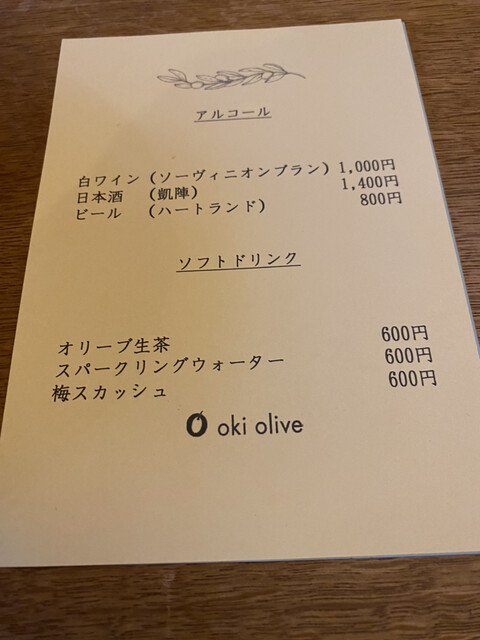 アルコール
白ワイン (ソーヴィニオンブラン) 1,000円
日本酒 (凱陣) 1,400円
ビール (ハートランド) 800円
ソフトドリンク
オリーブ生茶 600円
スパークリングウォーター 600円
梅スカッシュ 600円
oki olive